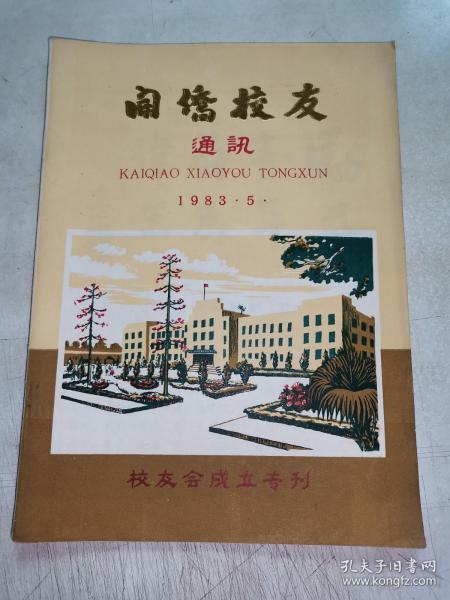 開僑校友
通訊
KAIQIAO XIAOYOU TONGXUN
1983·5·
校友会成立专刊
孔夫子旧书网
www.kongfz.com